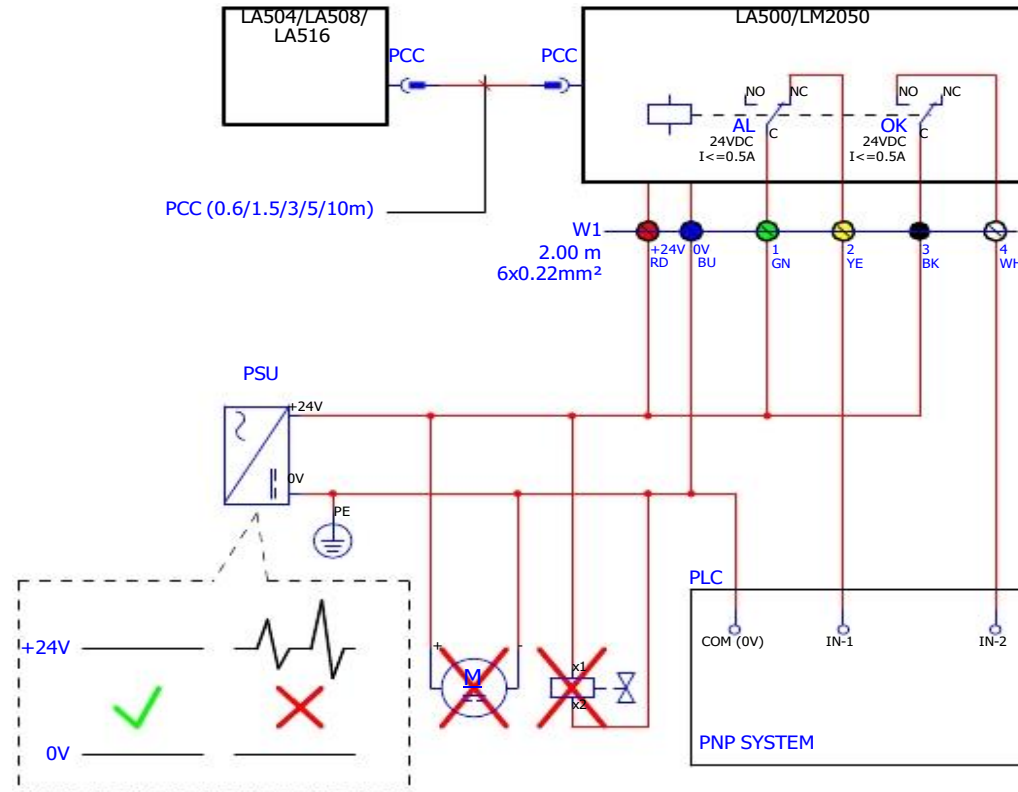 LA504/LA508/
LA516
LA500/LM2050
PCC
PCC
NO
NC
NO
NC
AL
C
OK
C
24VDC
I<=0.5A
24VDC
I<=0.5A
PCC (0.6/1.5/3/5/10m)
W1
2.00 m
6x0.22mm²
+24V
RD
0V
BU
1
GN
2
YE
3
BK
4
WH
PSU
+24V
0V
PE
PLC
COM (0V)
IN-1
IN-2
PNP SYSTEM
+24V
0V
+
-
M
x1
x2